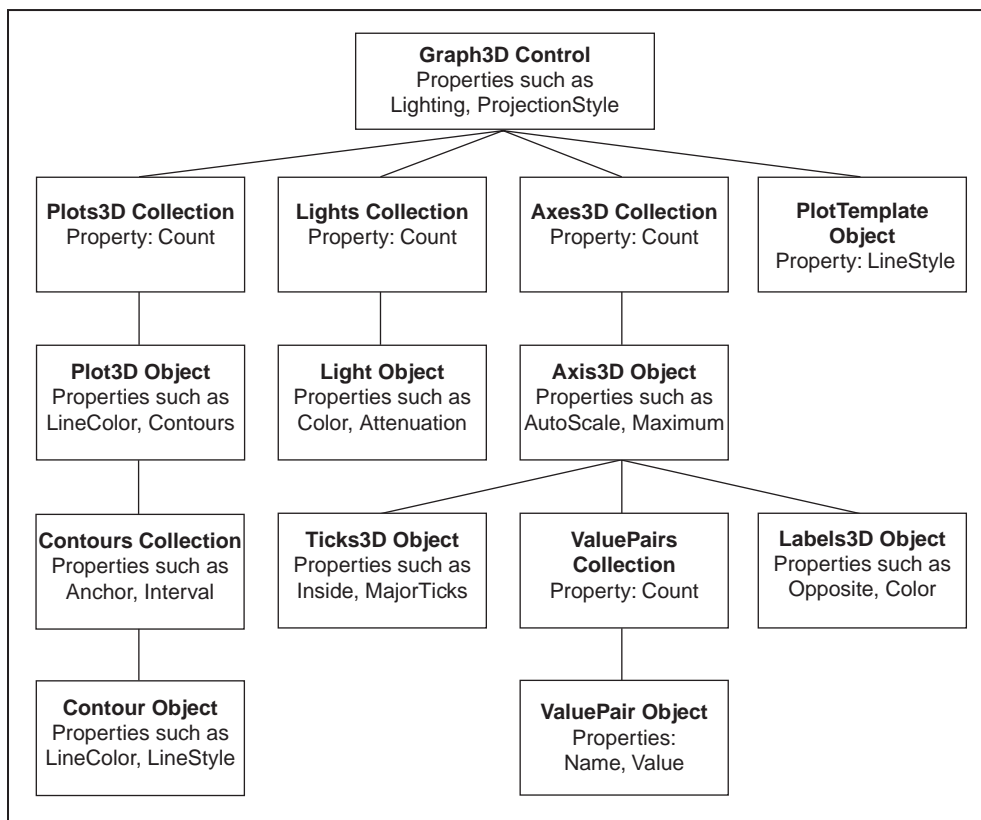 Graph3D Control
Properties such as
Lighting, ProjectionStyle
Plots3D Collection
Property: Count
Lights Collection
Property: Count
Axes3D Collection
Property: Count
PlotTemplate
Object
Property: LineStyle
Plot3D Object
Properties such as
LineColor, Contours
Light Object
Properties such as
Color, Attenuation
Axis3D Object
Properties such as
AutoScale, Maximum
Contours Collection
Properties such as
Anchor, Interval
Ticks3D Object
Properties such as
Inside, MajorTicks
ValuePairs
Collection
Property: Count
Labels3D Object
Properties such as
Opposite, Color
Contour Object
Properties such as
LineColor, LineStyle
ValuePair Object
Properties:
Name, Value